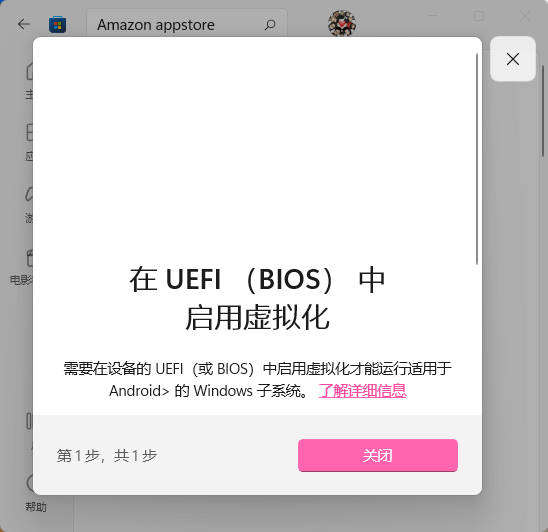 Amazon appstore
主
应
游
电影
在 UEFI （BIOS） 中
启用虚拟化
需要在设备的 UEFI（或 BIOS）中启用虚拟化才能运行适用于
Android> 的 Windows 子系统。 了解详细信息
第 1 步，共 1 步
关闭
帮助